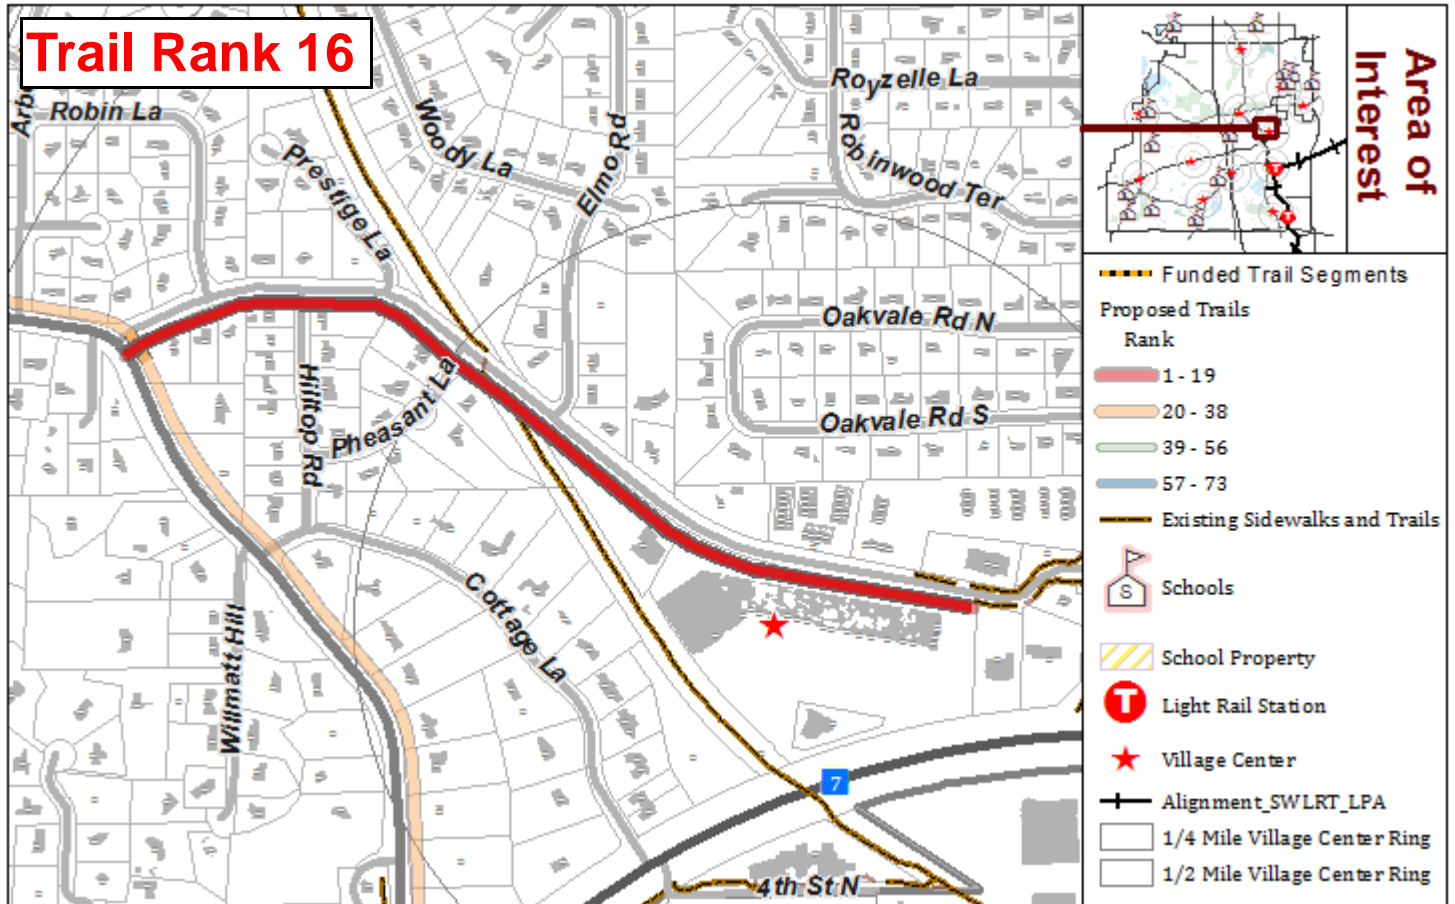 Trail Rank 16
Robin La
Woody La
Elmo Rd
Prestige La
Royzelle La
Robinwood Ter
Oakvale Rd N
Oakvale Rd S
Hilltop Rd
Pheasant La
Cottage La
Willmatt Hill
7
4th St N
Area of
Interest
Funded Trail Segments
Proposed Trails
Rank
1 - 19
20 - 38
39 - 56
57 - 73
Existing Sidewalks and Trails
S
Schools
School Property
T
Light Rail Station
Village Center
Alignment_SWLRT_LPA
1/4 Mile Village Center Ring
1/2 Mile Village Center Ring